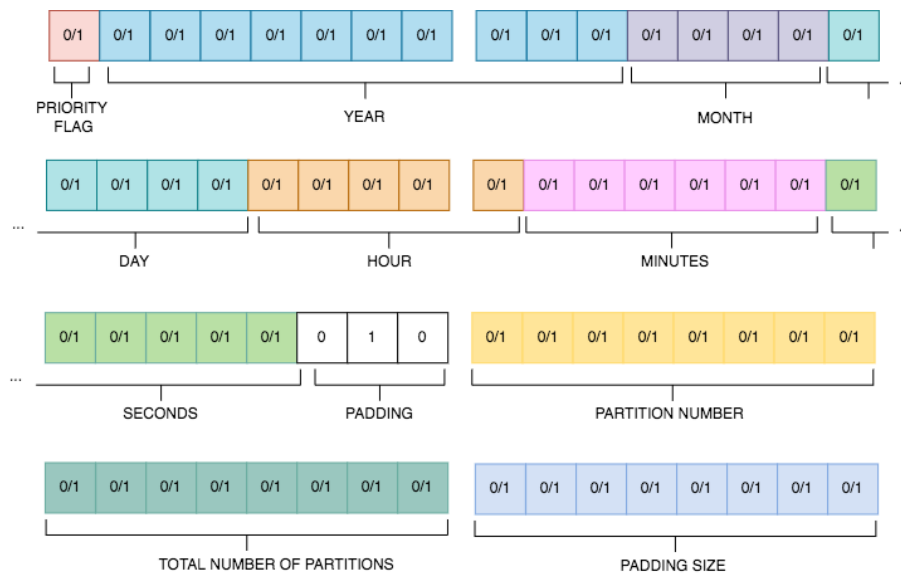 0/1 0/1 0/1 0/1 0/1 0/1 0/1 0/1 0/1 0/1 0/1 0/1 0/1 0/1 0/1 0/1
PRIORITY
FLAG
YEAR
MONTH
0/1 0/1 0/1 0/1 0/1 0/1 0/1 0/1 0/1 0/1 0/1 0/1 0/1 0/1 0/1 0/1
...
DAY
HOUR
MINUTES
0/1 0/1 0/1 0/1 0/1 0 1 0 0/1 0/1 0/1 0/1 0/1 0/1 0/1 0/1
...
SECONDS
PADDING
PARTITION NUMBER
0/1 0/1 0/1 0/1 0/1 0/1 0/1 0/1 0/1 0/1 0/1 0/1 0/1 0/1 0/1 0/1
TOTAL NUMBER OF PARTITIONS
PADDING SIZE